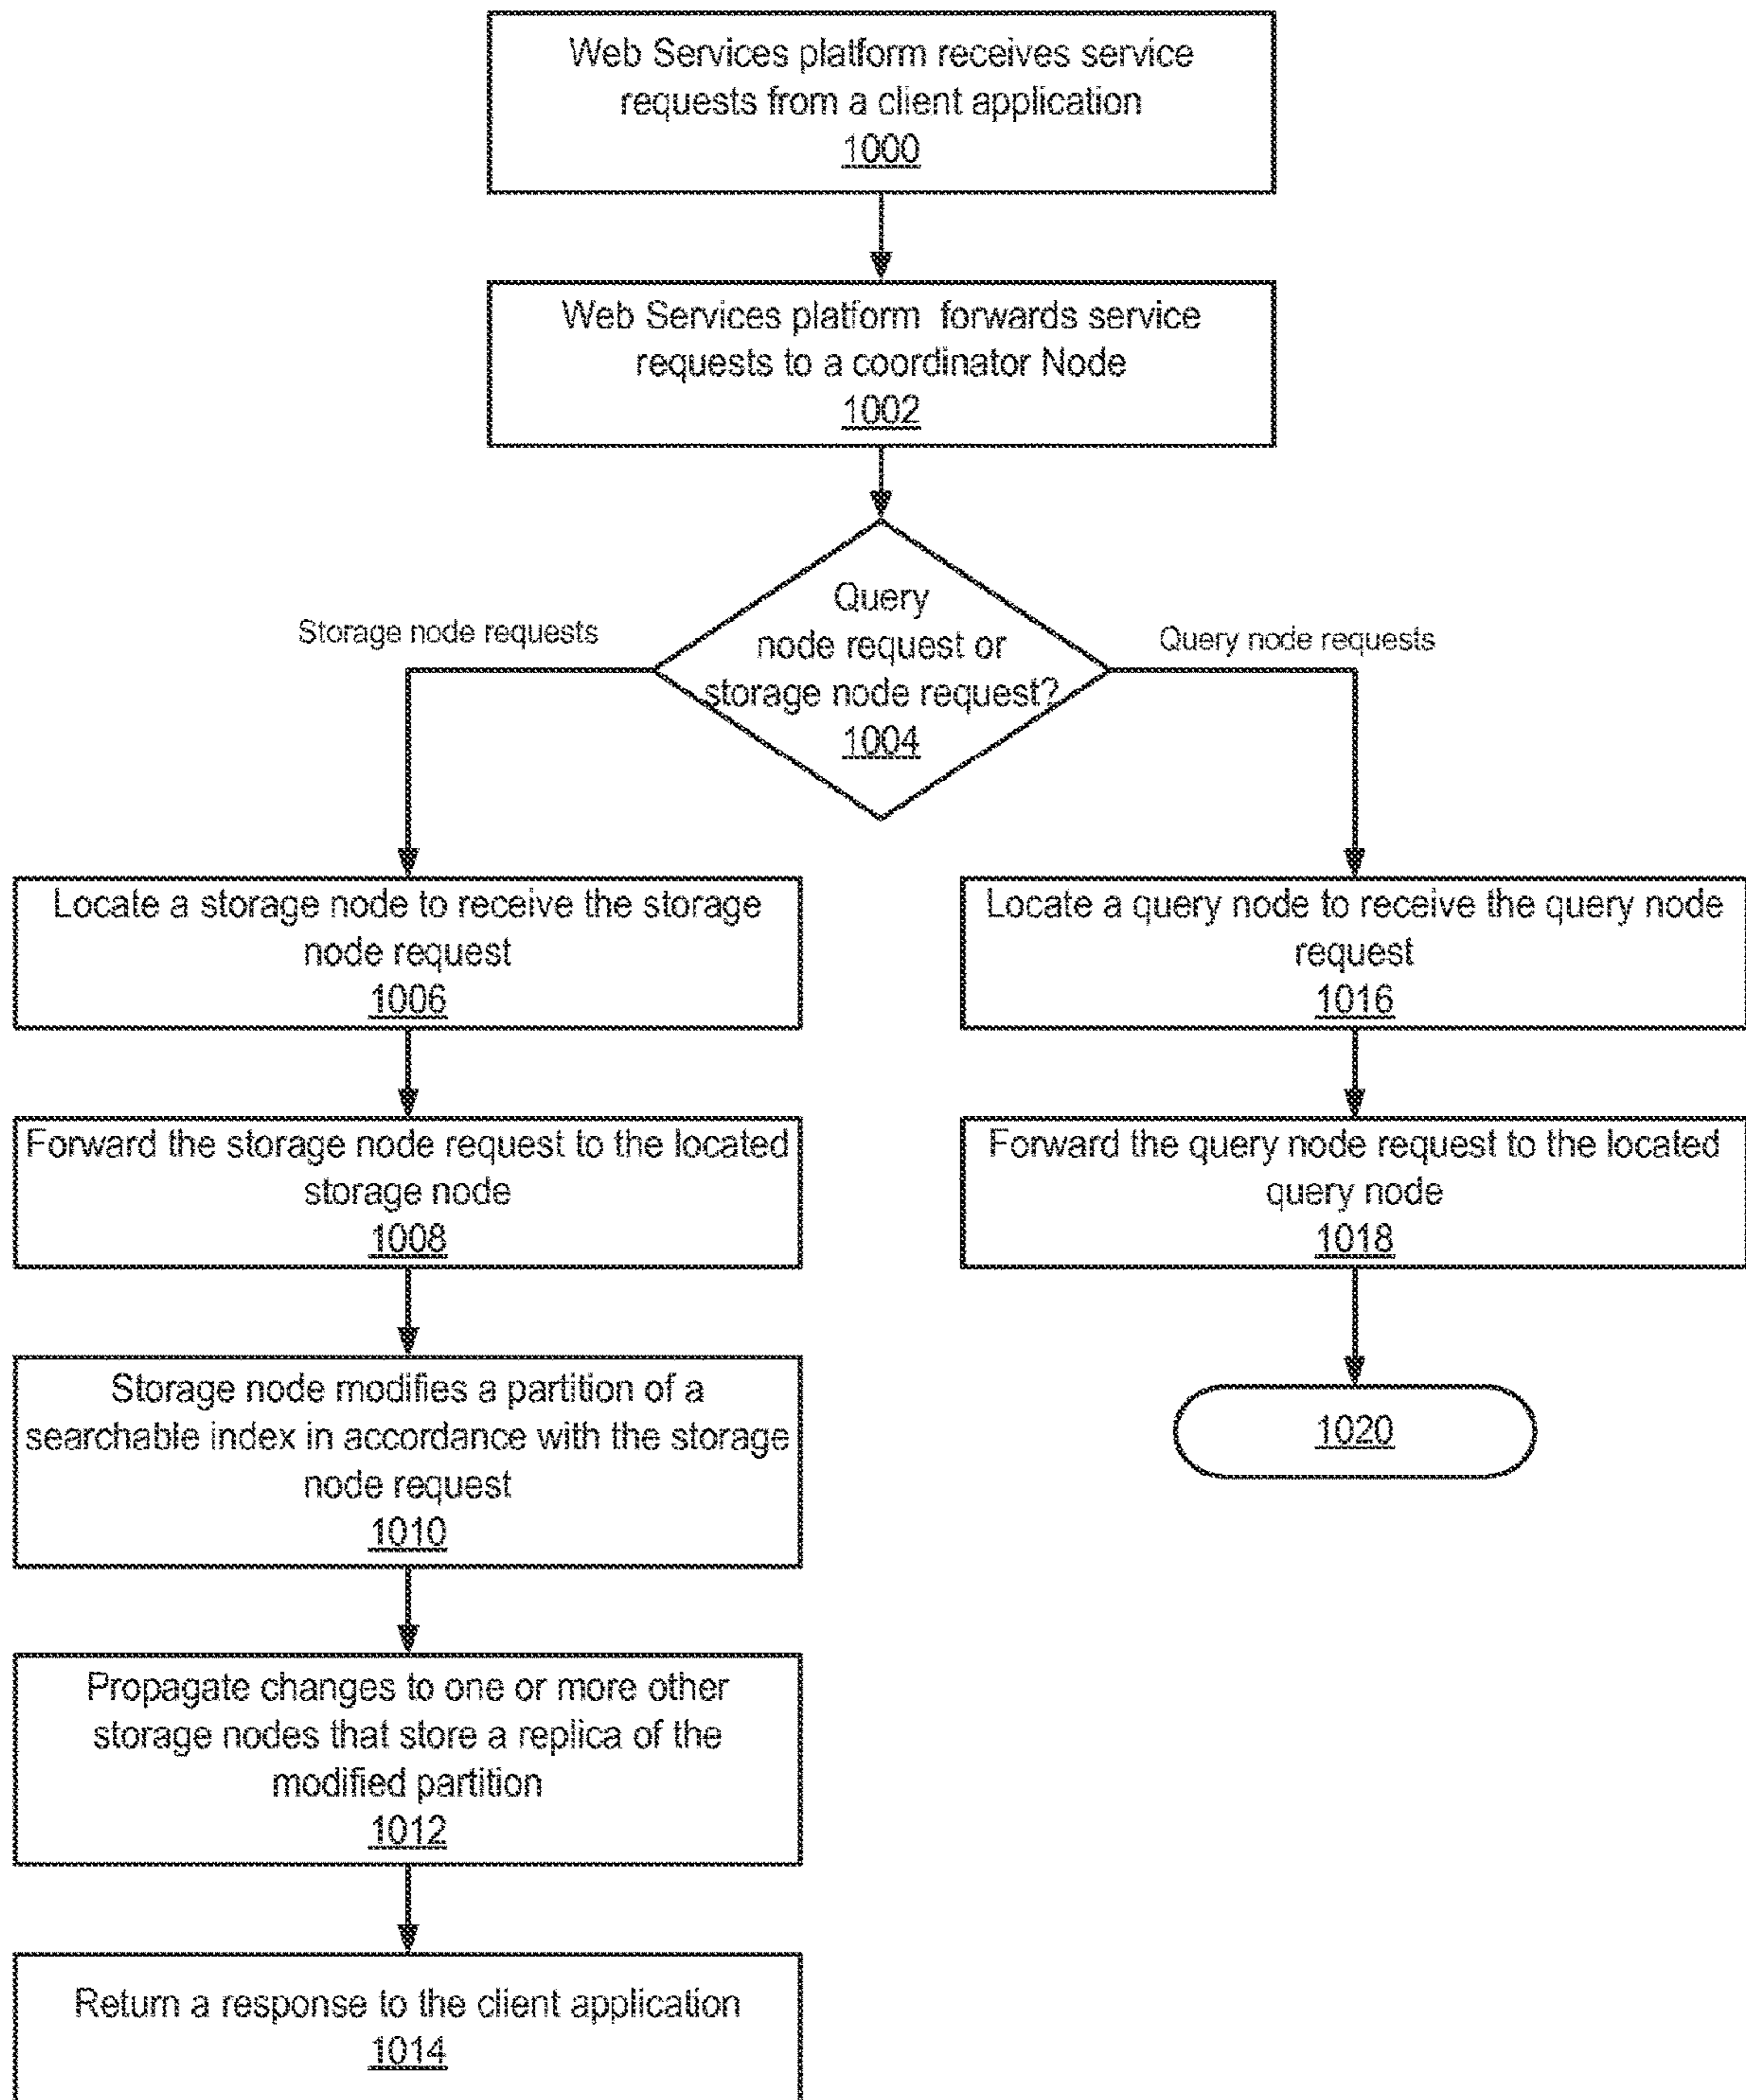 Web Services platform receives service
requests from a client application
1000
Web Services platform forwards service
requests to a coordinator Node
1002
Query
node request or
storage node request?
1004
Storage node requests
Query node requests
Locate a storage node to receive the storage
node request
1006
Forward the storage node request to the located
storage node
1008
Storage node modifies a partition of a
searchable index in accordance with the storage
node request
1010
Propagate changes to one or more other
storage nodes that store a replica of the
modified partition
1012
Return a response to the client application
1014
Locate a query node to receive the query node
request
1016
Forward the query node request to the located
query node
1018
1020